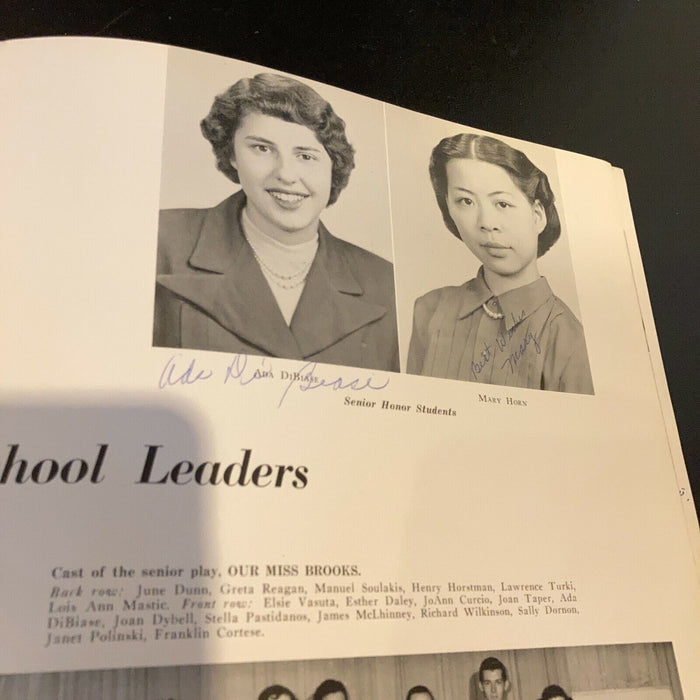 Best Wishes
Mary
Ada DiBiase
Ada DiBiase
Mary Horn
Senior Honor Students
hool Leaders
Cast of the senior play, OUR MISS BROOKS.
Back row: June Dunn, Greta Reagan, Manuel Soulakis, Henry Horstman, Lawrence Turki,
Lois Ann Mastic. Front row: Elsie Vasuta, Esther Daley, JoAnn Curcio, Joan Taper, Ada
DiBiase, Joan Dybell, Stella Pastidanos, James McLhinney, Richard Wilkinson, Sally Dornon,
Janet Polinski, Franklin Cortese.